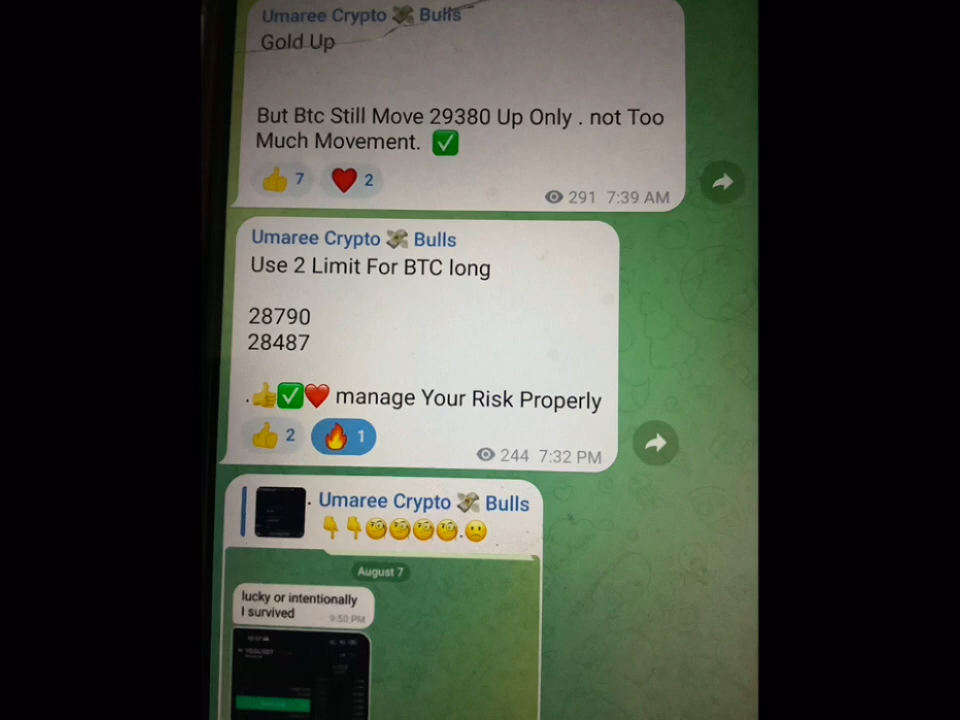 Umaree Crypto 💸 Bulls
Gold Up
But Btc Still Move 29380 Up Only . not Too
Much Movement. ✅
👍 7 ❤️ 2
291 7:39 AM
Umaree Crypto 💸 Bulls
Use 2 Limit For BTC long
28790
28487
.👍✅❤️ manage Your Risk Properly
👍 2 🔥 1
244 7:32 PM
. Umaree Crypto 💸 Bulls
👇👇🧐🧐🧐🧐.🙁
August 7
lucky or intentionally
I survived
9:50 PM